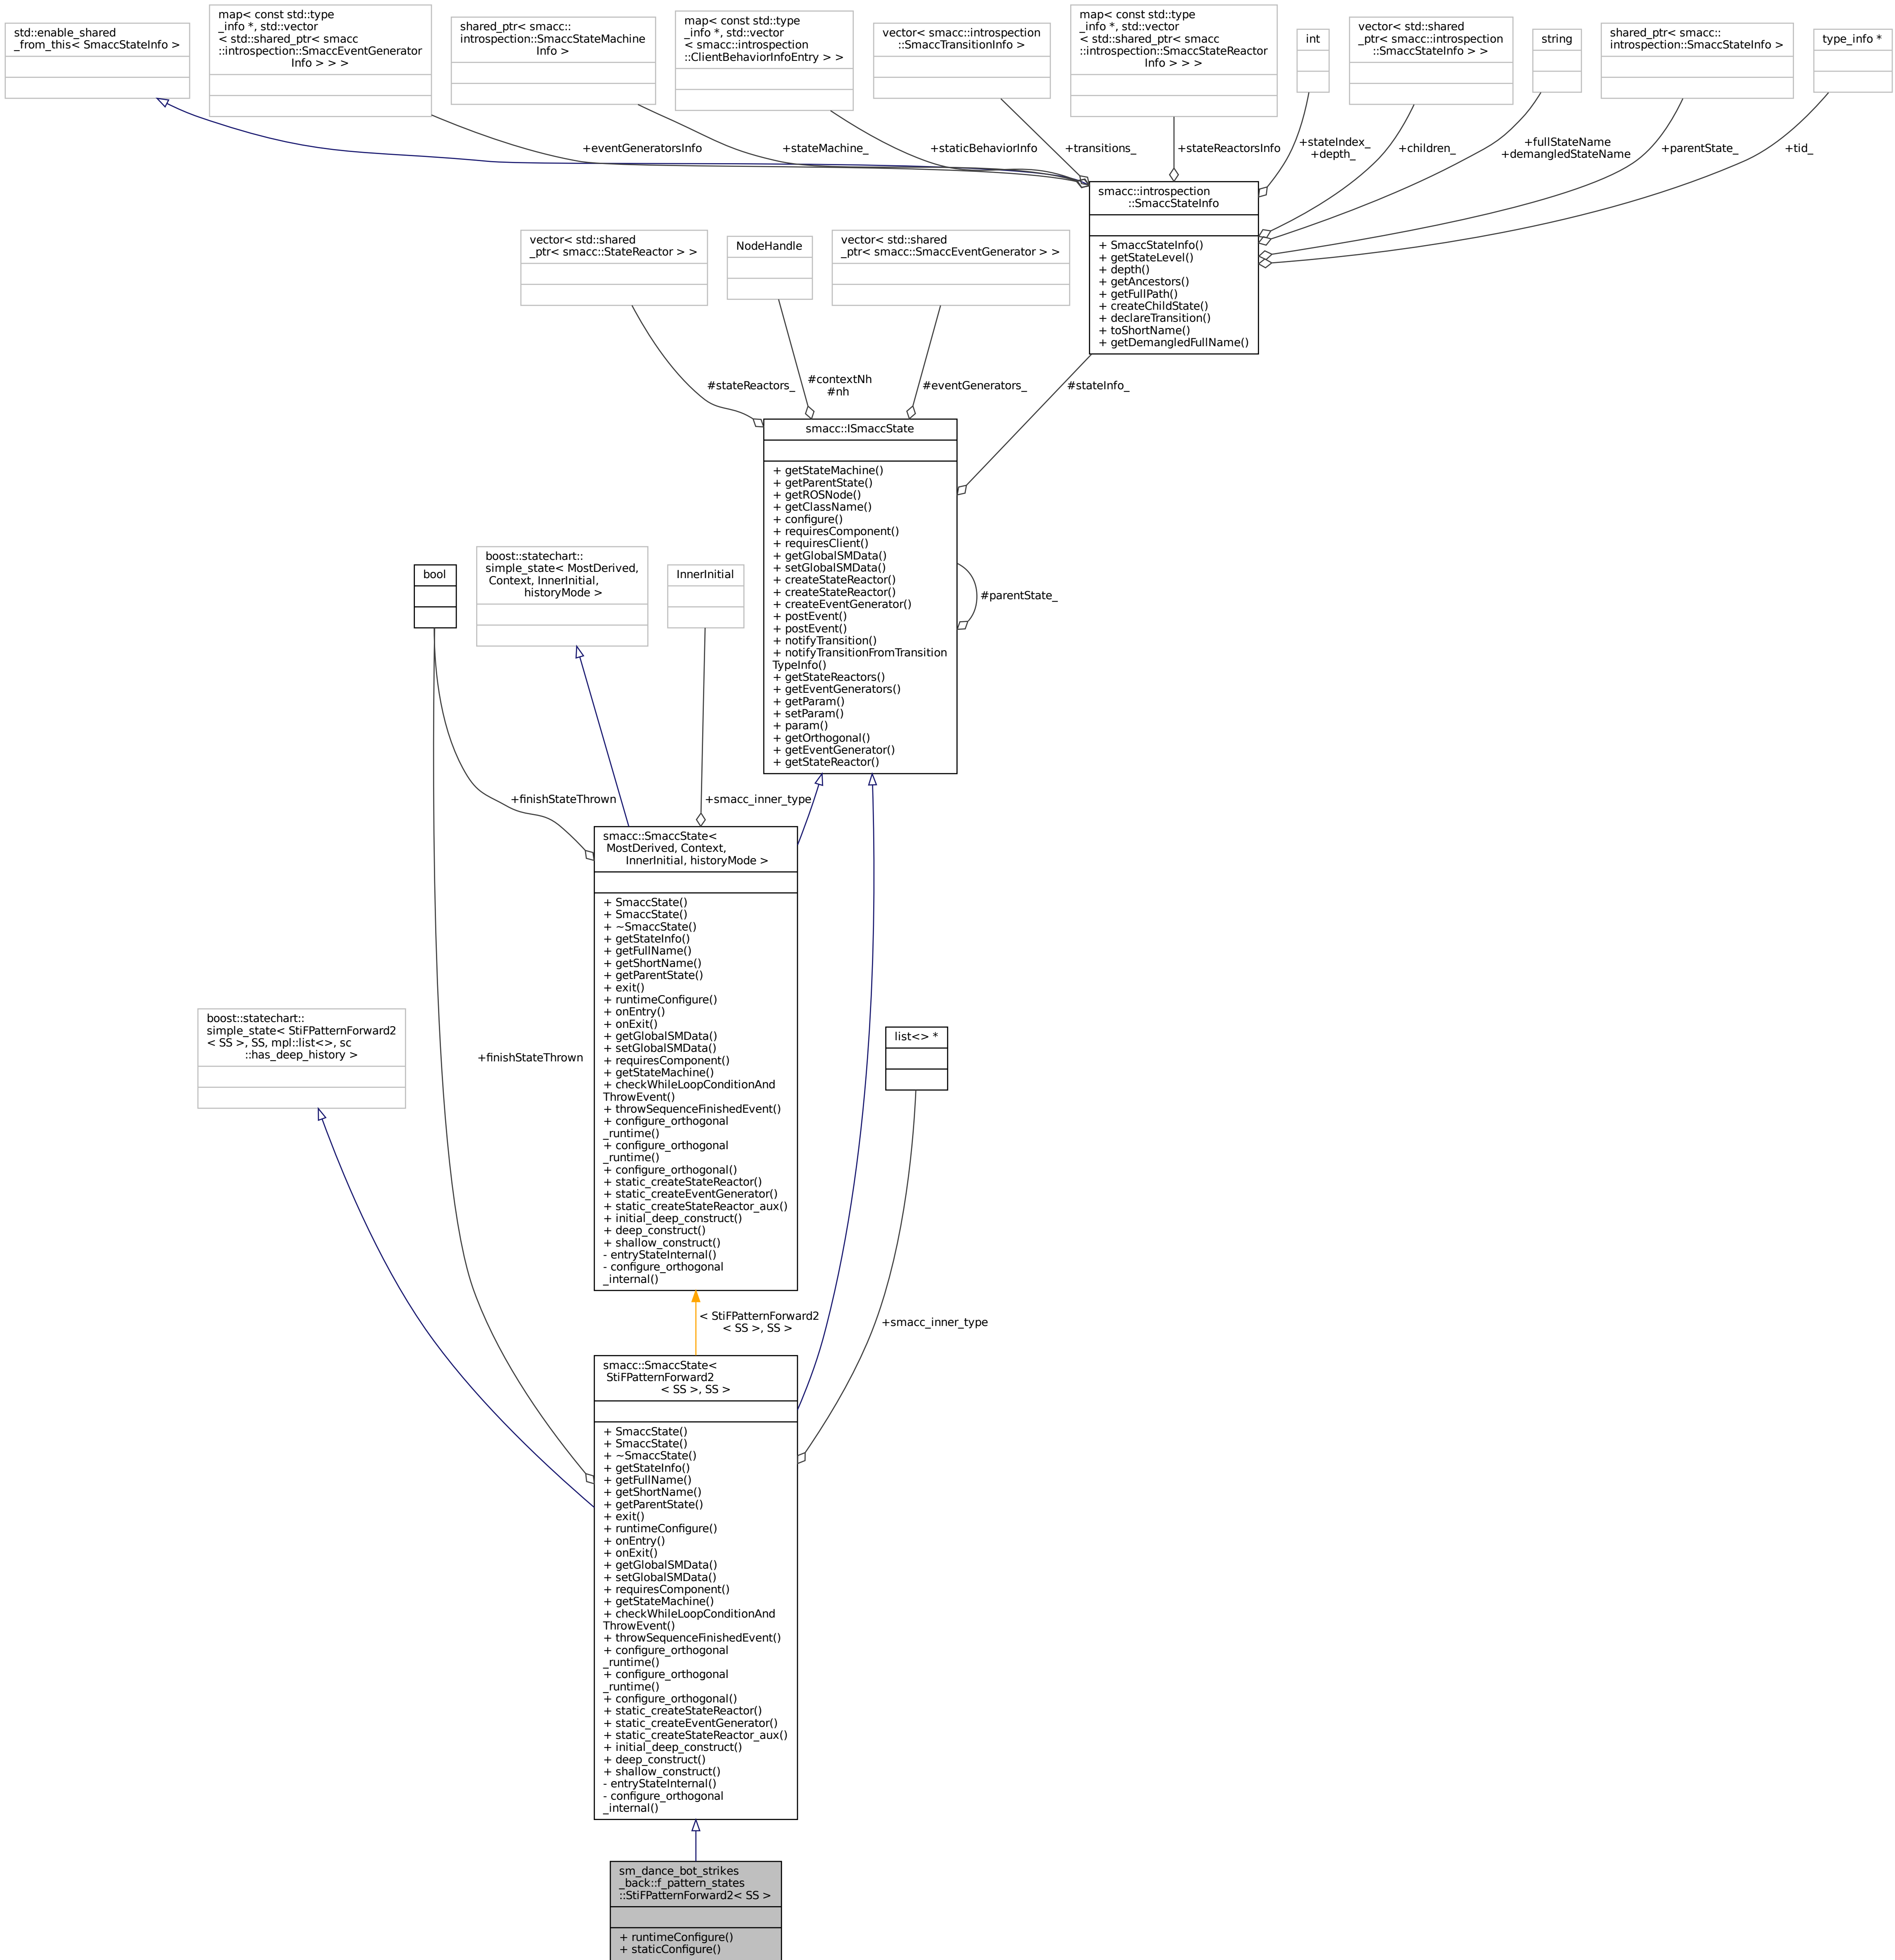 std::enable_shared
_from_this< SmaccStateInfo >
map< const std::type
_info *, std::vector
< std::shared_ptr< smacc
::introspection::SmaccEventGenerator
Info > > >
shared_ptr< smacc::
introspection::SmaccStateMachine
Info >
map< const std::type
_info *, std::vector
< smacc::introspection
::ClientBehaviorInfoEntry > >
vector< smacc::introspection
::SmaccTransitionInfo >
map< const std::type
_info *, std::vector
< std::shared_ptr< smacc
::introspection::SmaccStateReactor
Info > > >
int
vector< std::shared
_ptr< smacc::introspection
::SmaccStateInfo > >
string
shared_ptr< smacc::
introspection::SmaccStateInfo >
type_info *
+eventGeneratorsInfo
+stateMachine_
+staticBehaviorInfo
+transitions_
+stateReactorsInfo
+stateIndex_
+depth_
+children_
+fullStateName
+demangledStateName
+parentState_
+tid_
smacc::introspection
::SmaccStateInfo
+ SmaccStateInfo()
+ getStateLevel()
+ depth()
+ getAncestors()
+ getFullPath()
+ createChildState()
+ declareTransition()
+ toShortName()
+ getDemangledFullName()
vector< std::shared
_ptr< smacc::StateReactor > >
NodeHandle
vector< std::shared
_ptr< smacc::SmaccEventGenerator > >
#stateReactors_
#contextNh
#nh
#eventGenerators_
#stateInfo_
smacc::ISmaccState
+ getStateMachine()
+ getParentState()
+ getROSNode()
+ getClassName()
+ configure()
+ requiresComponent()
+ requiresClient()
+ getGlobalSMData()
+ setGlobalSMData()
+ createStateReactor()
+ createStateReactor()
+ createEventGenerator()
+ postEvent()
+ postEvent()
+ notifyTransition()
+ notifyTransitionFromTransition
TypeInfo()
+ getStateReactors()
+ getEventGenerators()
+ getParam()
+ setParam()
+ param()
+ getOrthogonal()
+ getEventGenerator()
+ getStateReactor()
#parentState_
bool
boost::statechart::
simple_state< MostDerived,
Context, InnerInitial,
historyMode >
InnerInitial
+finishStateThrown
+smacc_inner_type
smacc::SmaccState<
MostDerived, Context,
InnerInitial, historyMode >
+ SmaccState()
+ SmaccState()
+ ~SmaccState()
+ getStateInfo()
+ getFullName()
+ getShortName()
+ getParentState()
+ exit()
+ runtimeConfigure()
+ onEntry()
+ onExit()
+ getGlobalSMData()
+ setGlobalSMData()
+ requiresComponent()
+ getStateMachine()
+ checkWhileLoopConditionAnd
ThrowEvent()
+ throwSequenceFinishedEvent()
+ configure_orthogonal
_runtime()
+ configure_orthogonal
_runtime()
+ configure_orthogonal()
+ static_createStateReactor()
+ static_createEventGenerator()
+ static_createStateReactor_aux()
+ initial_deep_construct()
+ deep_construct()
+ shallow_construct()
- entryStateInternal()
- configure_orthogonal
_internal()
boost::statechart::
simple_state< StiFPatternForward2
< SS >, SS, mpl::list<>, sc
::has_deep_history >
+finishStateThrown
list<> *
< StiFPatternForward2
< SS >, SS >
+smacc_inner_type
smacc::SmaccState<
StiFPatternForward2
< SS >, SS >
+ SmaccState()
+ SmaccState()
+ ~SmaccState()
+ getStateInfo()
+ getFullName()
+ getShortName()
+ getParentState()
+ exit()
+ runtimeConfigure()
+ onEntry()
+ onExit()
+ getGlobalSMData()
+ setGlobalSMData()
+ requiresComponent()
+ getStateMachine()
+ checkWhileLoopConditionAnd
ThrowEvent()
+ throwSequenceFinishedEvent()
+ configure_orthogonal
_runtime()
+ configure_orthogonal
_runtime()
+ configure_orthogonal()
+ static_createStateReactor()
+ static_createEventGenerator()
+ static_createStateReactor_aux()
+ initial_deep_construct()
+ deep_construct()
+ shallow_construct()
- entryStateInternal()
- configure_orthogonal
_internal()
sm_dance_bot_strikes
_back::f_pattern_states
::StiFPatternForward2< SS >
+ runtimeConfigure()
+ staticConfigure()